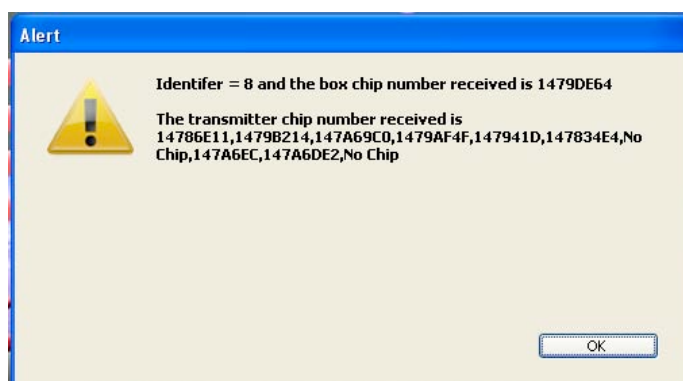 Alert
Identifer = 8 and the box chip number received is 1479DE64
The transmitter chip number received is
14786E11,1479B214,147A69C0,1479AF4F,147941D,147834E4,No
Chip,147A6EC,147A6DE2,No Chip
OK